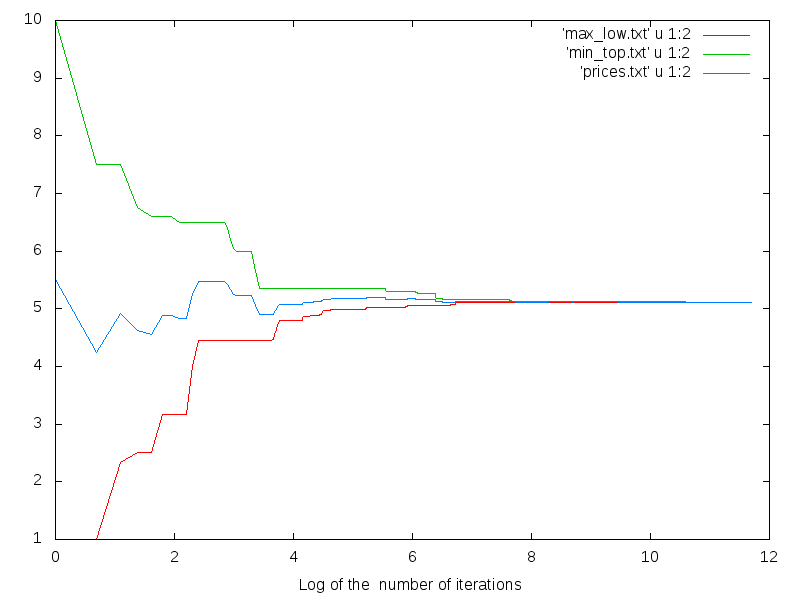 10
9
8
7
6
5
4
3
2
1
'max_low.txt' u 1:2
'min_top.txt' u 1:2
'prices.txt' u 1:2
0 2 4 6 8 10 12
Log of the  number of iterations